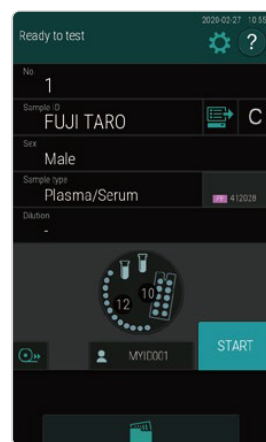 2020-02-27 10:55
Ready to test
?
No.
1
Sample ID
FUJI TARO
C
Sex
Male
Sample type
Plasma/Serum
PP 412028
Dilution
-
12
10
MYID001
START